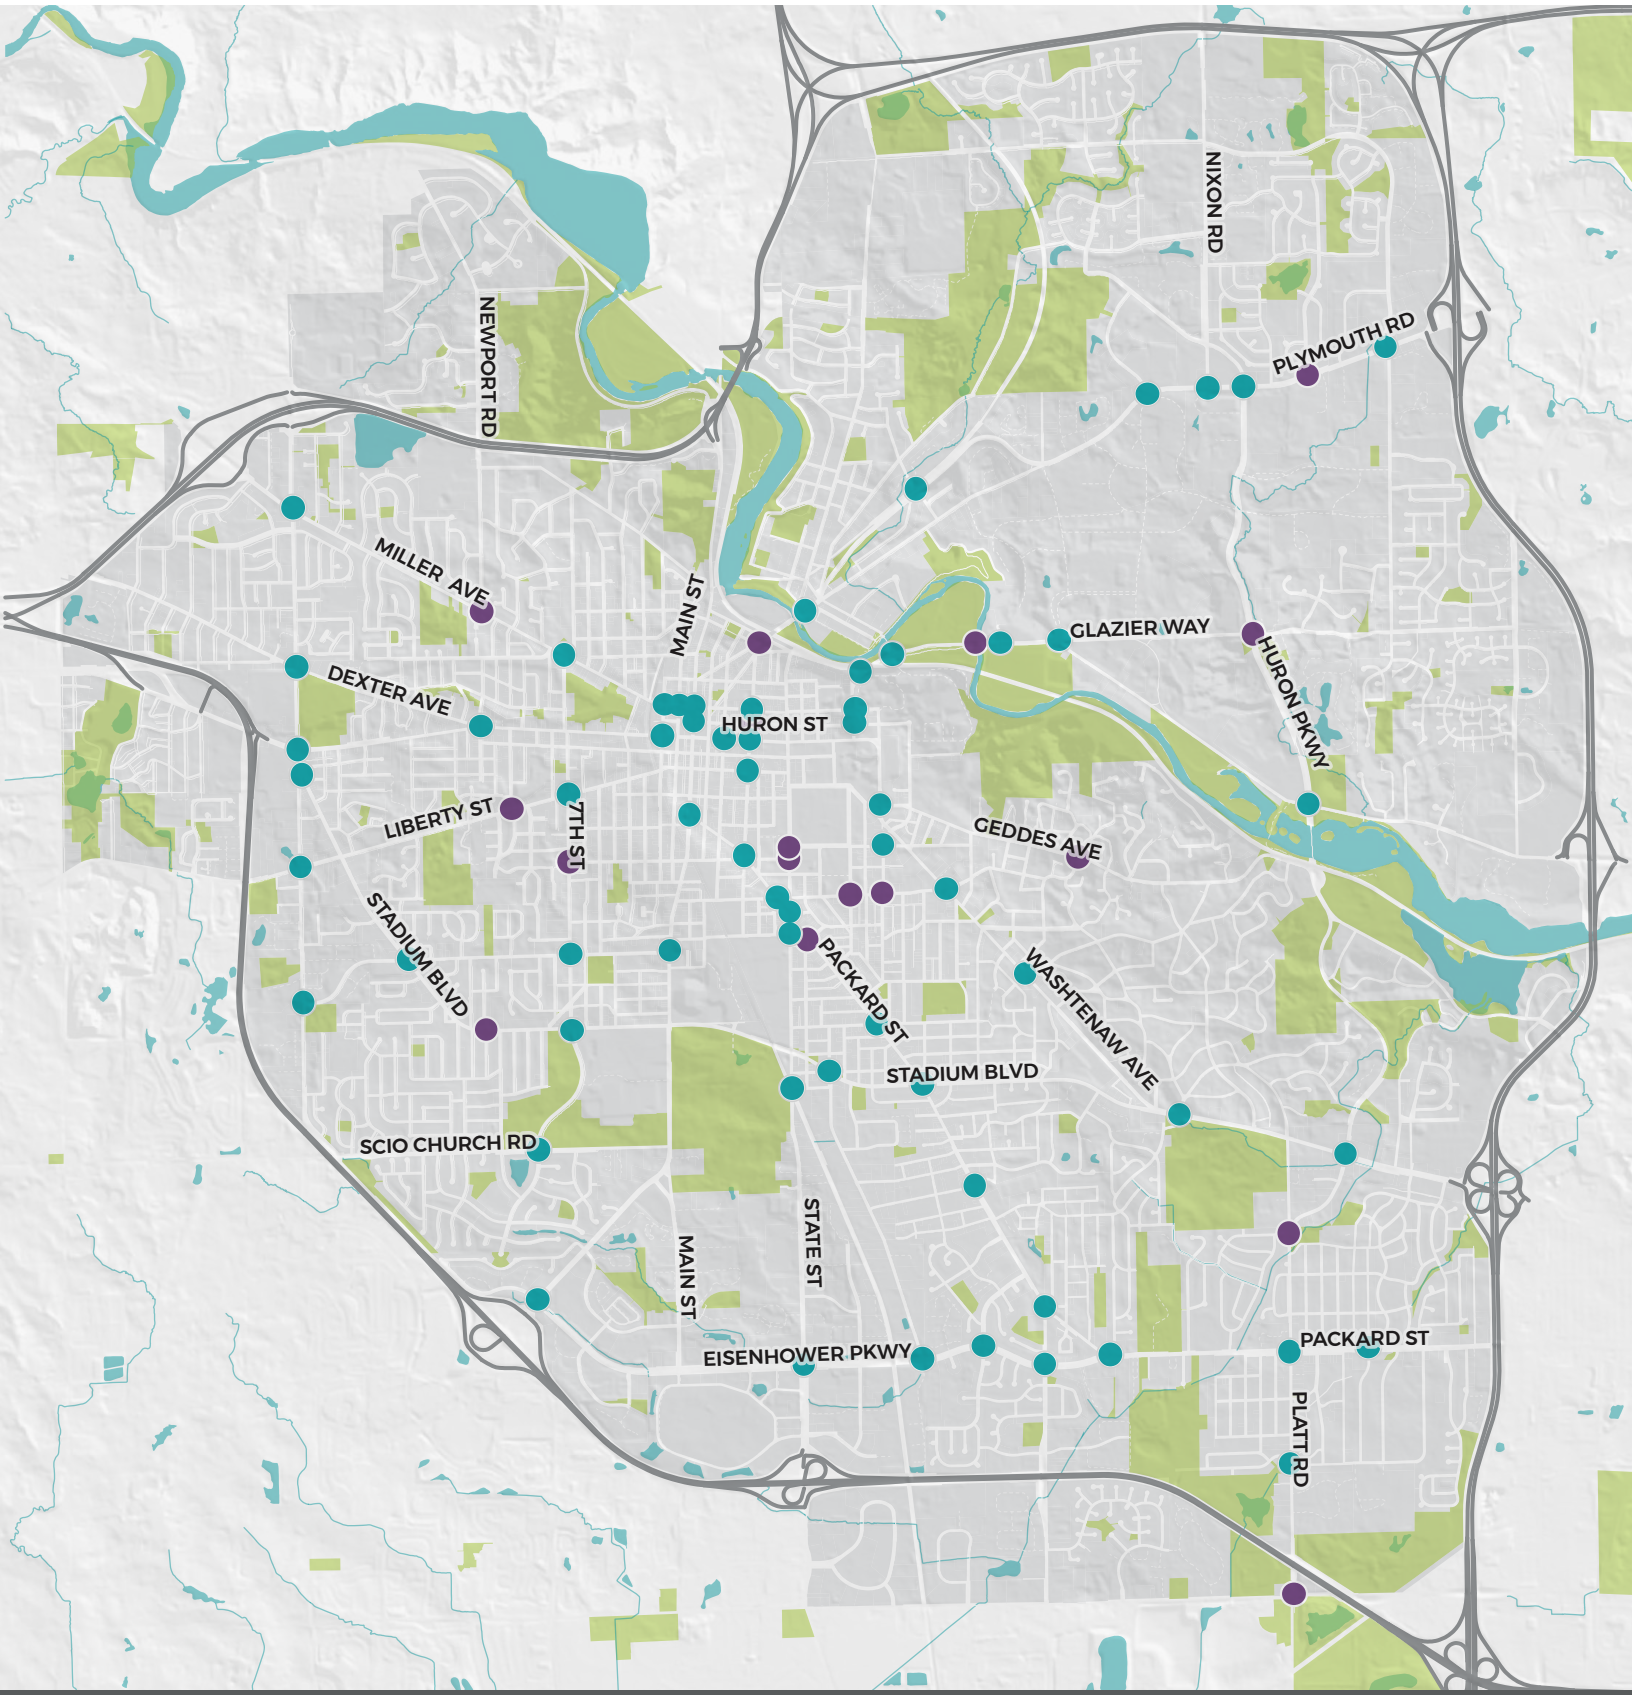 NIXON RD
NEWPORT RD
PLYMOUTH RD
MILLER AVE
MAIN ST
GLAZIER WAY
HURON PKWY
DEXTER AVE
HURON ST
LIBERTY ST
7TH ST
GEDDES AVE
STADIUM BLVD
PACKARD ST
WASHTENAW AVE
STADIUM BLVD
SCIO CHURCH RD
STATE ST
MAIN ST
EISENHOWER PKWY
PACKARD ST
PLATT RD